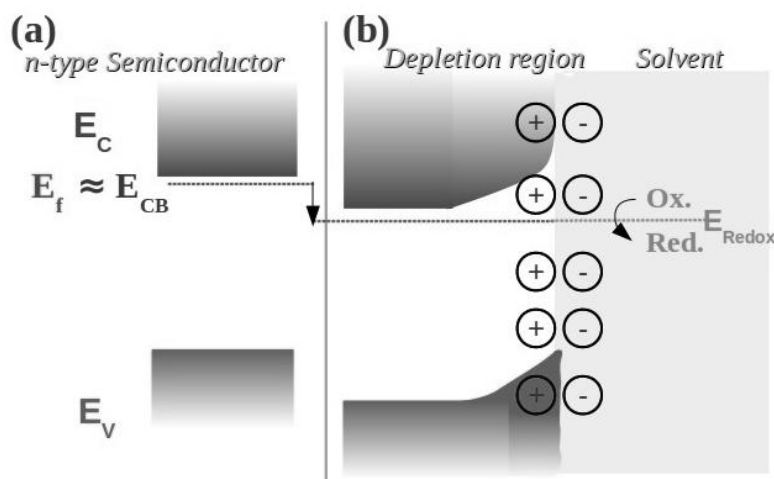 (a)
n-type Semiconductor
E_C
E_f ≈ E_CB
E_V
(b)
Depletion region Solvent
+ -
+ -
Ox.
Red.
E_Redox
+ -
+ -
+ -